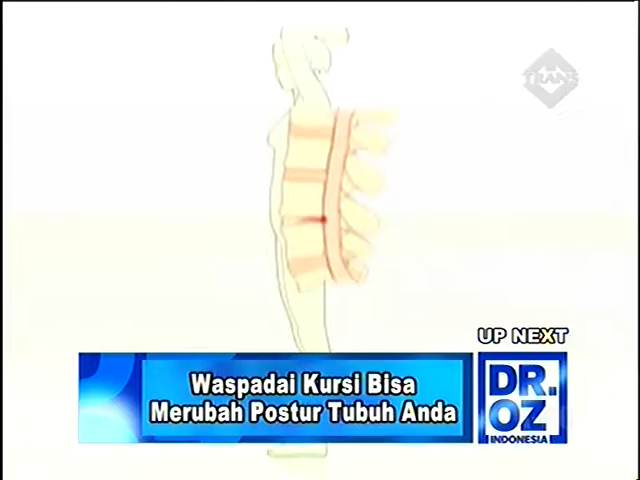 TRANS
UP NEXT
Waspadai Kursi Bisa
Merubah Postur Tubuh Anda
DR.
OZ
INDONESIA